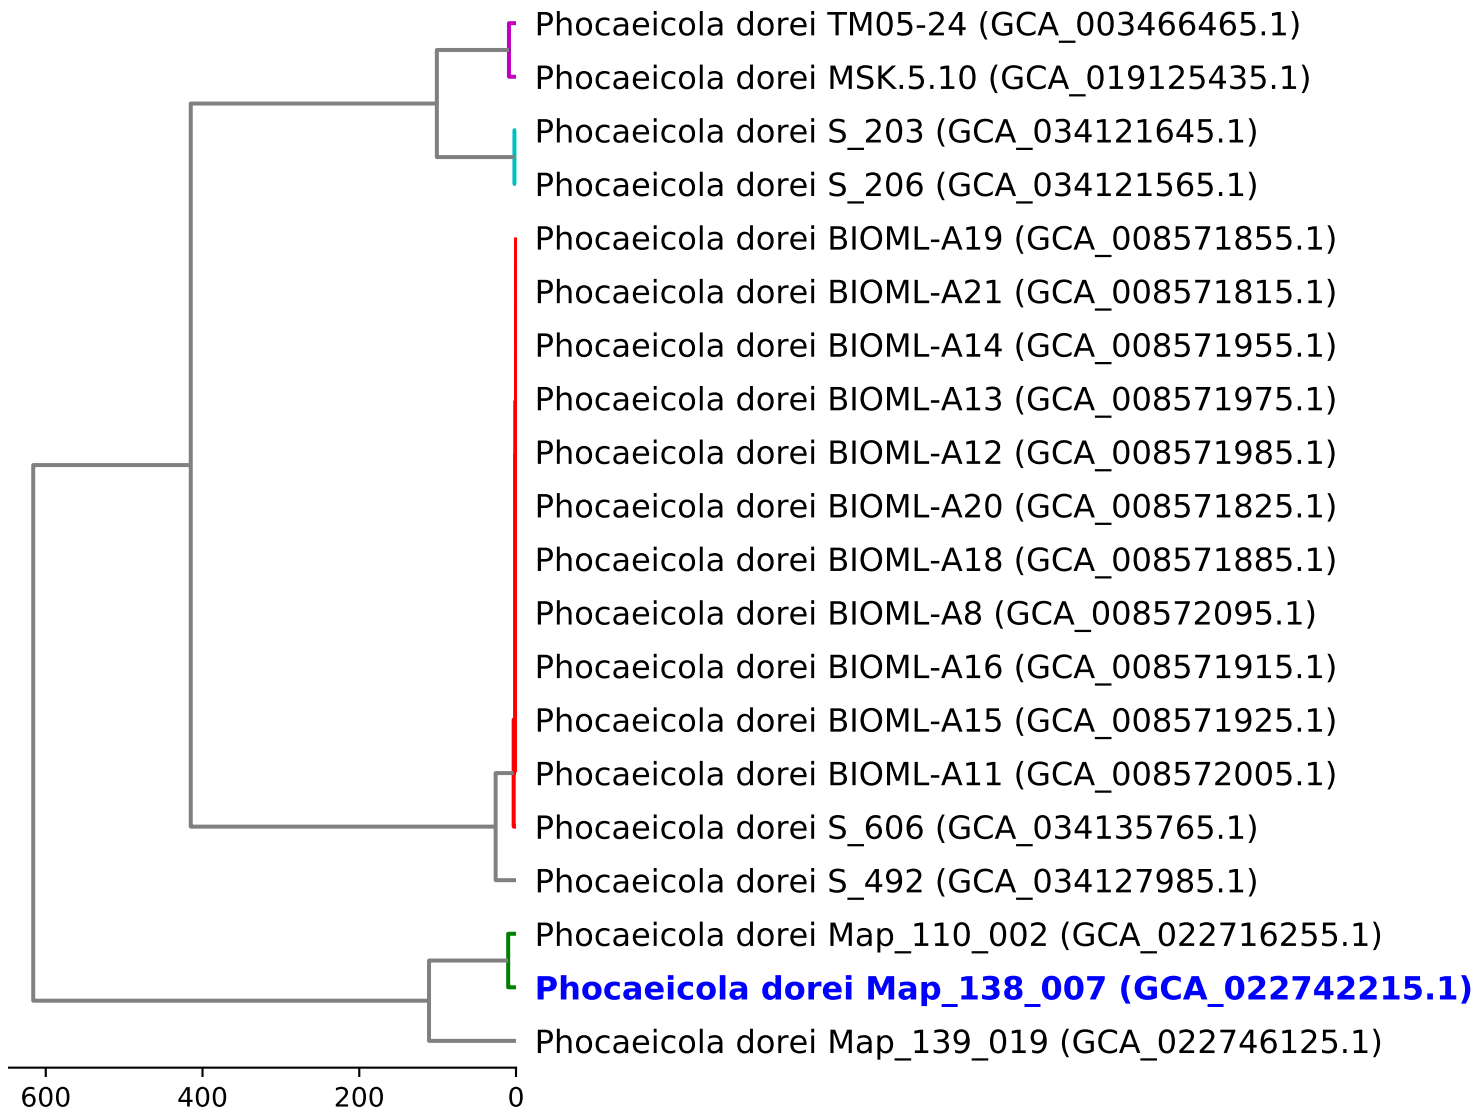 Phocaeicola dorei TM05-24 (GCA_003466465.1)
Phocaeicola dorei MSK.5.10 (GCA_019125435.1)
Phocaeicola dorei S_203 (GCA_034121645.1)
Phocaeicola dorei S_206 (GCA_034121565.1)
Phocaeicola dorei BIOML-A19 (GCA_008571855.1)
Phocaeicola dorei BIOML-A21 (GCA_008571815.1)
Phocaeicola dorei BIOML-A14 (GCA_008571955.1)
Phocaeicola dorei BIOML-A13 (GCA_008571975.1)
Phocaeicola dorei BIOML-A12 (GCA_008571985.1)
Phocaeicola dorei BIOML-A20 (GCA_008571825.1)
Phocaeicola dorei BIOML-A18 (GCA_008571885.1)
Phocaeicola dorei BIOML-A8 (GCA_008572095.1)
Phocaeicola dorei BIOML-A16 (GCA_008571915.1)
Phocaeicola dorei BIOML-A15 (GCA_008571925.1)
Phocaeicola dorei BIOML-A11 (GCA_008572005.1)
Phocaeicola dorei S_606 (GCA_034135765.1)
Phocaeicola dorei S_492 (GCA_034127985.1)
Phocaeicola dorei Map_110_002 (GCA_022716255.1)
Phocaeicola dorei Map_138_007 (GCA_022742215.1)
Phocaeicola dorei Map_139_019 (GCA_022746125.1)
600 400 200 0